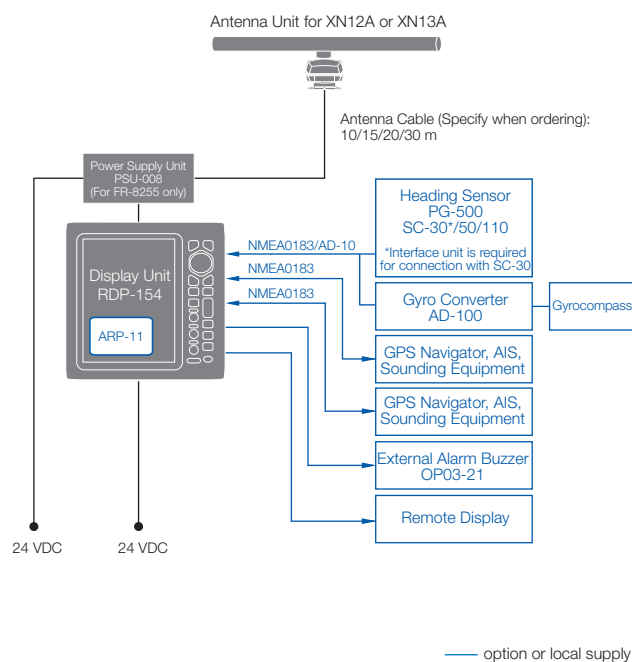 Antenna Unit for XN12A or XN13A
Antenna Cable (Specify when ordering):
10/15/20/30 m
Power Supply Unit
PSU-008
(For FR-8255 only)
Heading Sensor
PG-500
SC-30*/50/110
*Interface unit is required
for connection with SC-30
NMEA0183/AD-10
NMEA0183
NMEA0183
Display Unit
RDP-154
ARP-11
Gyro Converter
AD-100
Gyrocompass
GPS Navigator, AIS,
Sounding Equipment
GPS Navigator, AIS,
Sounding Equipment
External Alarm Buzzer
OP03-21
Remote Display
24 VDC
24 VDC
option or local supply